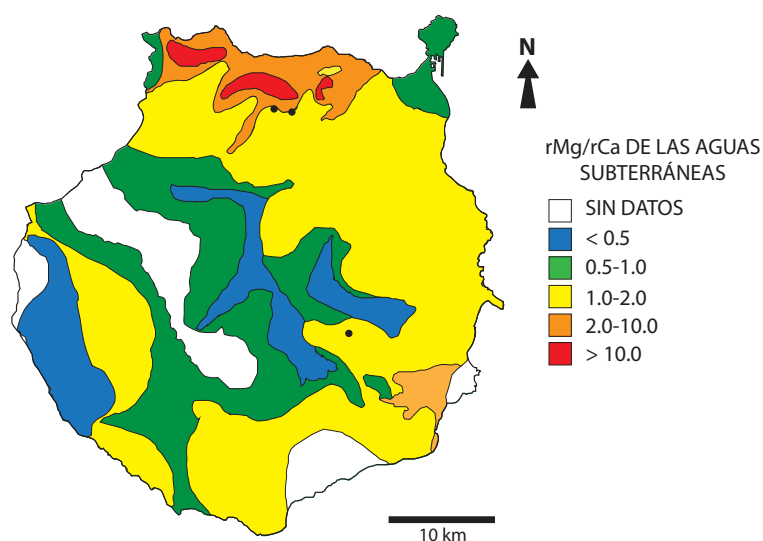 N
rMg/rCa DE LAS AGUAS
SUBTERRÁNEAS
SIN DATOS
< 0.5
0.5-1.0
1.0-2.0
2.0-10.0
> 10.0
10 km